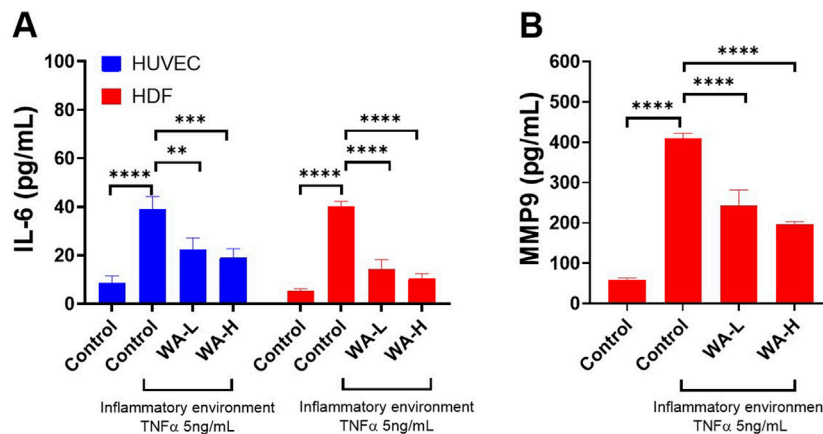 A
HUVEC
HDF
IL-6 (pg/mL)
100
80
60
40
20
0
****
***
**
****
****
****
Control
Control
WA-L
WA-H
Control
Control
WA-L
WA-H
Inflammatory environment
TNFα 5ng/mL
Inflammatory environment
TNFα 5ng/mL
B
MMP9 (pg/mL)
600
500
400
300
200
100
0
****
****
****
Control
Control
WA-L
WA-H
Inflammatory environment
TNFα 5ng/mL